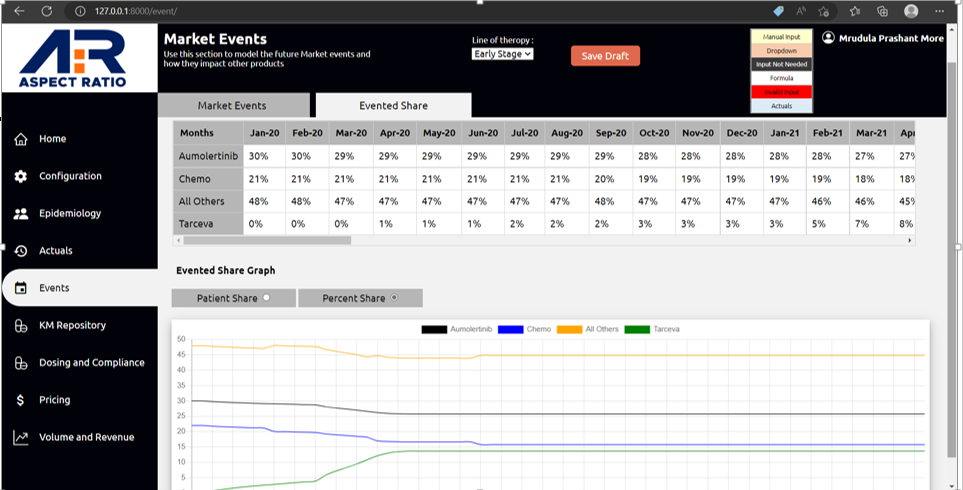 127.0.0.1:8000/event/
AR
ASPECT RATIO
Market Events
Use this section to model the future Market events and
how they impact other products
Line of theropy :
Early Stage
Save Draft
Manual Input
Dropdown
Input Not Needed
Formula
Invalid Input
Actuals
Mrudula Prashant More
Market Events
Evented Share
Home
Configuration
Epidemiology
Actuals
Events
KM Repository
Dosing and Compliance
Pricing
Volume and Revenue
Months Jan-20 Feb-20 Mar-20 Apr-20 May-20 Jun-20 Jul-20 Aug-20 Sep-20 Oct-20 Nov-20 Dec-20 Jan-21 Feb-21 Mar-21 Apr
Aumolertinib 30% 30% 29% 29% 29% 29% 29% 29% 29% 28% 28% 28% 28% 28% 27% 27%
Chemo 21% 21% 21% 21% 21% 21% 21% 21% 20% 19% 19% 19% 19% 19% 18% 18%
All Others 48% 48% 47% 47% 47% 47% 47% 47% 48% 47% 47% 47% 47% 46% 46% 45%
Tarceva 0% 0% 0% 1% 1% 1% 2% 2% 2% 3% 3% 3% 3% 5% 7% 8%
Evented Share Graph
Patient Share
Percent Share
Aumolertinib Chemo All Others Tarceva
50
45
40
35
30
25
20
15
10
5